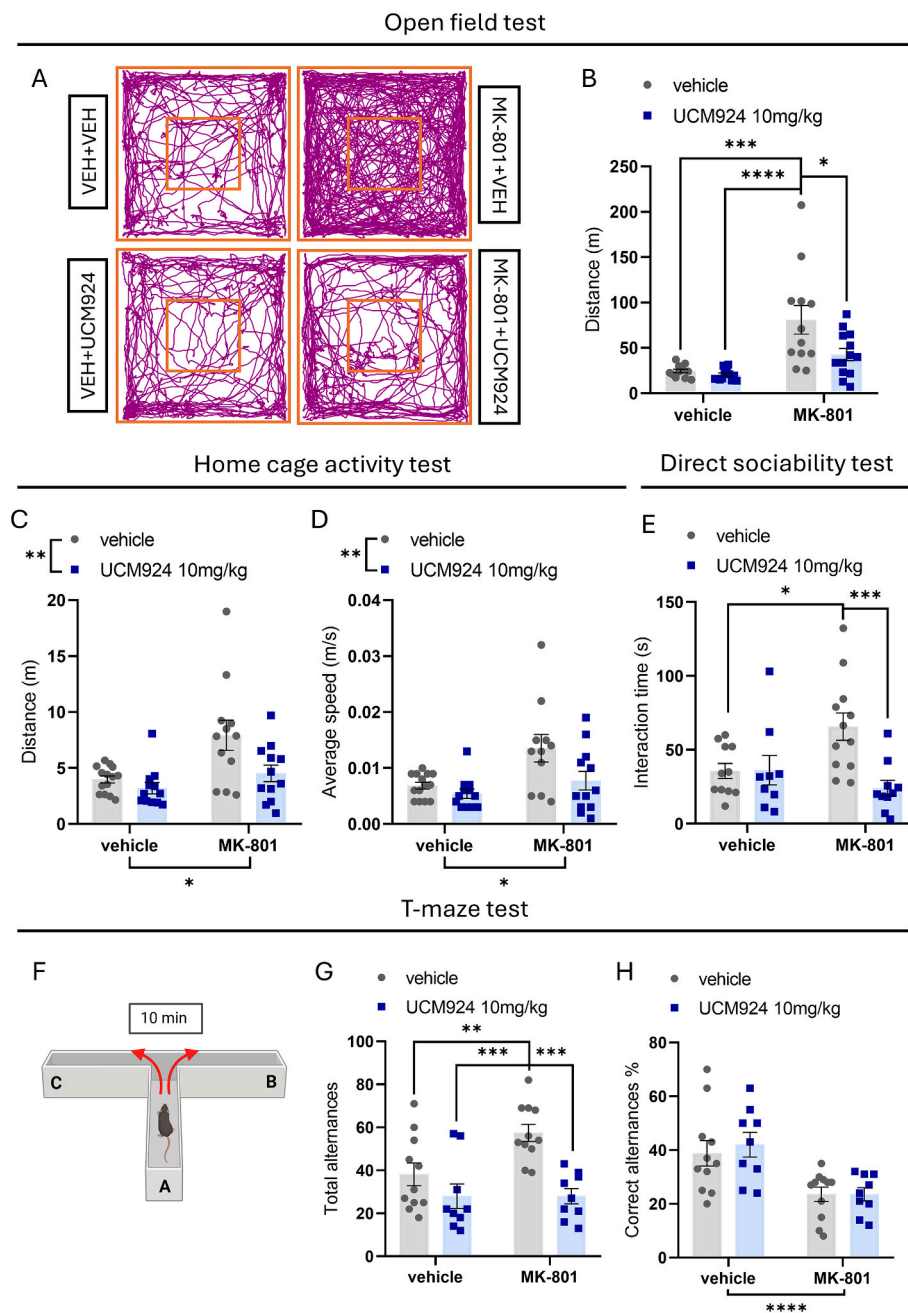 Open field test
A
VEH+VEH
MK-801+VEH
VEH+UCM924
MK-801+UCM924
B
vehicle
UCM924 10mg/kg
***
****
*
250
200
150
100
50
0
Distance (m)
vehicle
MK-801
Home cage activity test
Direct sociability test
C
vehicle
**
UCM924 10mg/kg
20
15
10
5
0
Distance (m)
vehicle
MK-801
*
D
vehicle
**
UCM924 10mg/kg
0.04
0.03
0.02
0.01
0.00
Average speed (m/s)
vehicle
MK-801
*
E
vehicle
UCM924 10mg/kg
*
***
150
100
50
0
Interaction time (s)
vehicle
MK-801
T-maze test
F
10 min
C
B
A
G
vehicle
UCM924 10mg/kg
**
***
***
100
80
60
40
20
0
Total alternances
vehicle
MK-801
H
vehicle
UCM924 10mg/kg
80
60
40
20
0
Correct alternances %
vehicle
MK-801
****